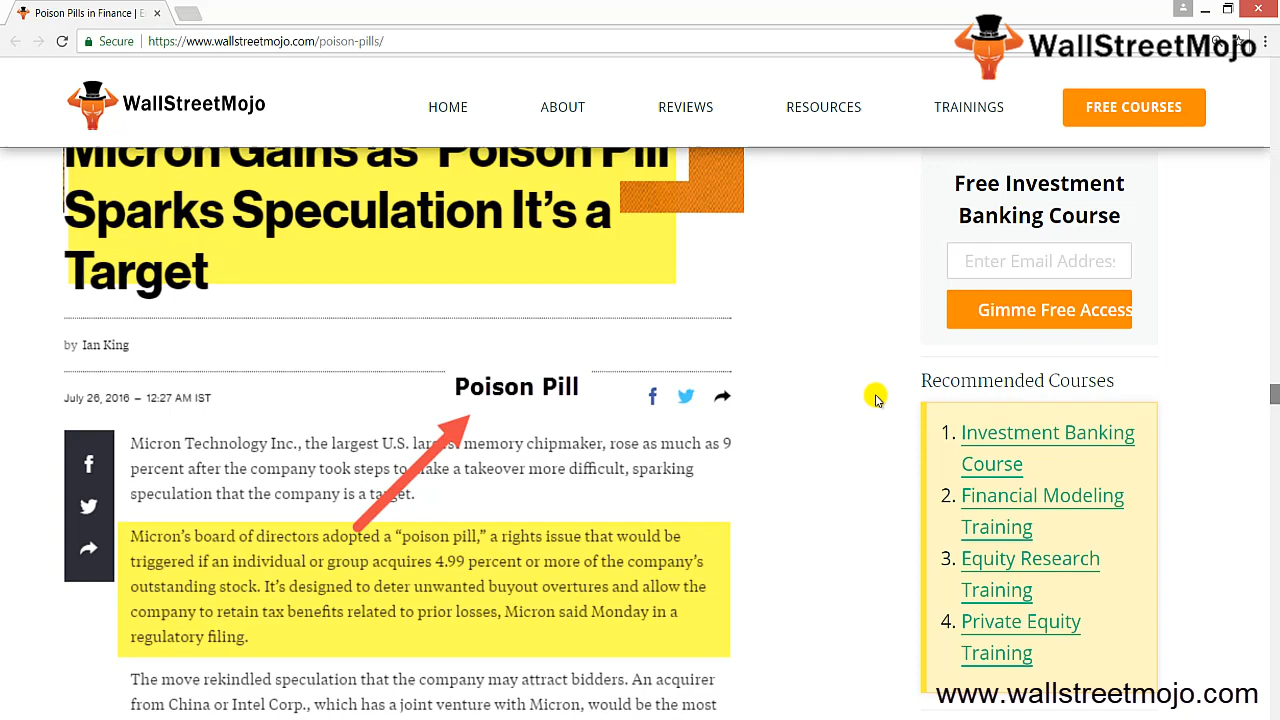 Poison Pills in Finance |
Secure
https://www.wallstreetmojo.com/poison-pills/
WallStreetMojo
WallStreetMojo
HOME
ABOUT
REVIEWS
RESOURCES
TRAININGS
FREE COURSES
Micron Gains as 'Poison Pill'
Sparks Speculation It's a
Target
by Ian King
July 26, 2016 — 12:27 AM IST
Poison Pill
Micron Technology Inc., the largest U.S. memory chipmaker, rose as much as 9
percent after the company took steps to make a takeover more difficult, sparking
speculation that the company is a target.
Micron's board of directors adopted a “poison pill,” a rights issue that would be
triggered if an individual or group acquires 4.99 percent or more of the company's
outstanding stock. It's designed to deter unwanted buyout overtures and allow the
company to retain tax benefits related to prior losses, Micron said Monday in a
regulatory filing.
The move rekindled speculation that the company may attract bidders. An acquirer
from China or Intel Corp., which has a joint venture with Micron, would be the most
Free Investment
Banking Course
Enter Email Address:
Gimme Free Access
Recommended Courses
1. Investment Banking
Course
2. Financial Modeling
Training
3. Equity Research
Training
4. Private Equity
Training
www.wallstreetmojo.com